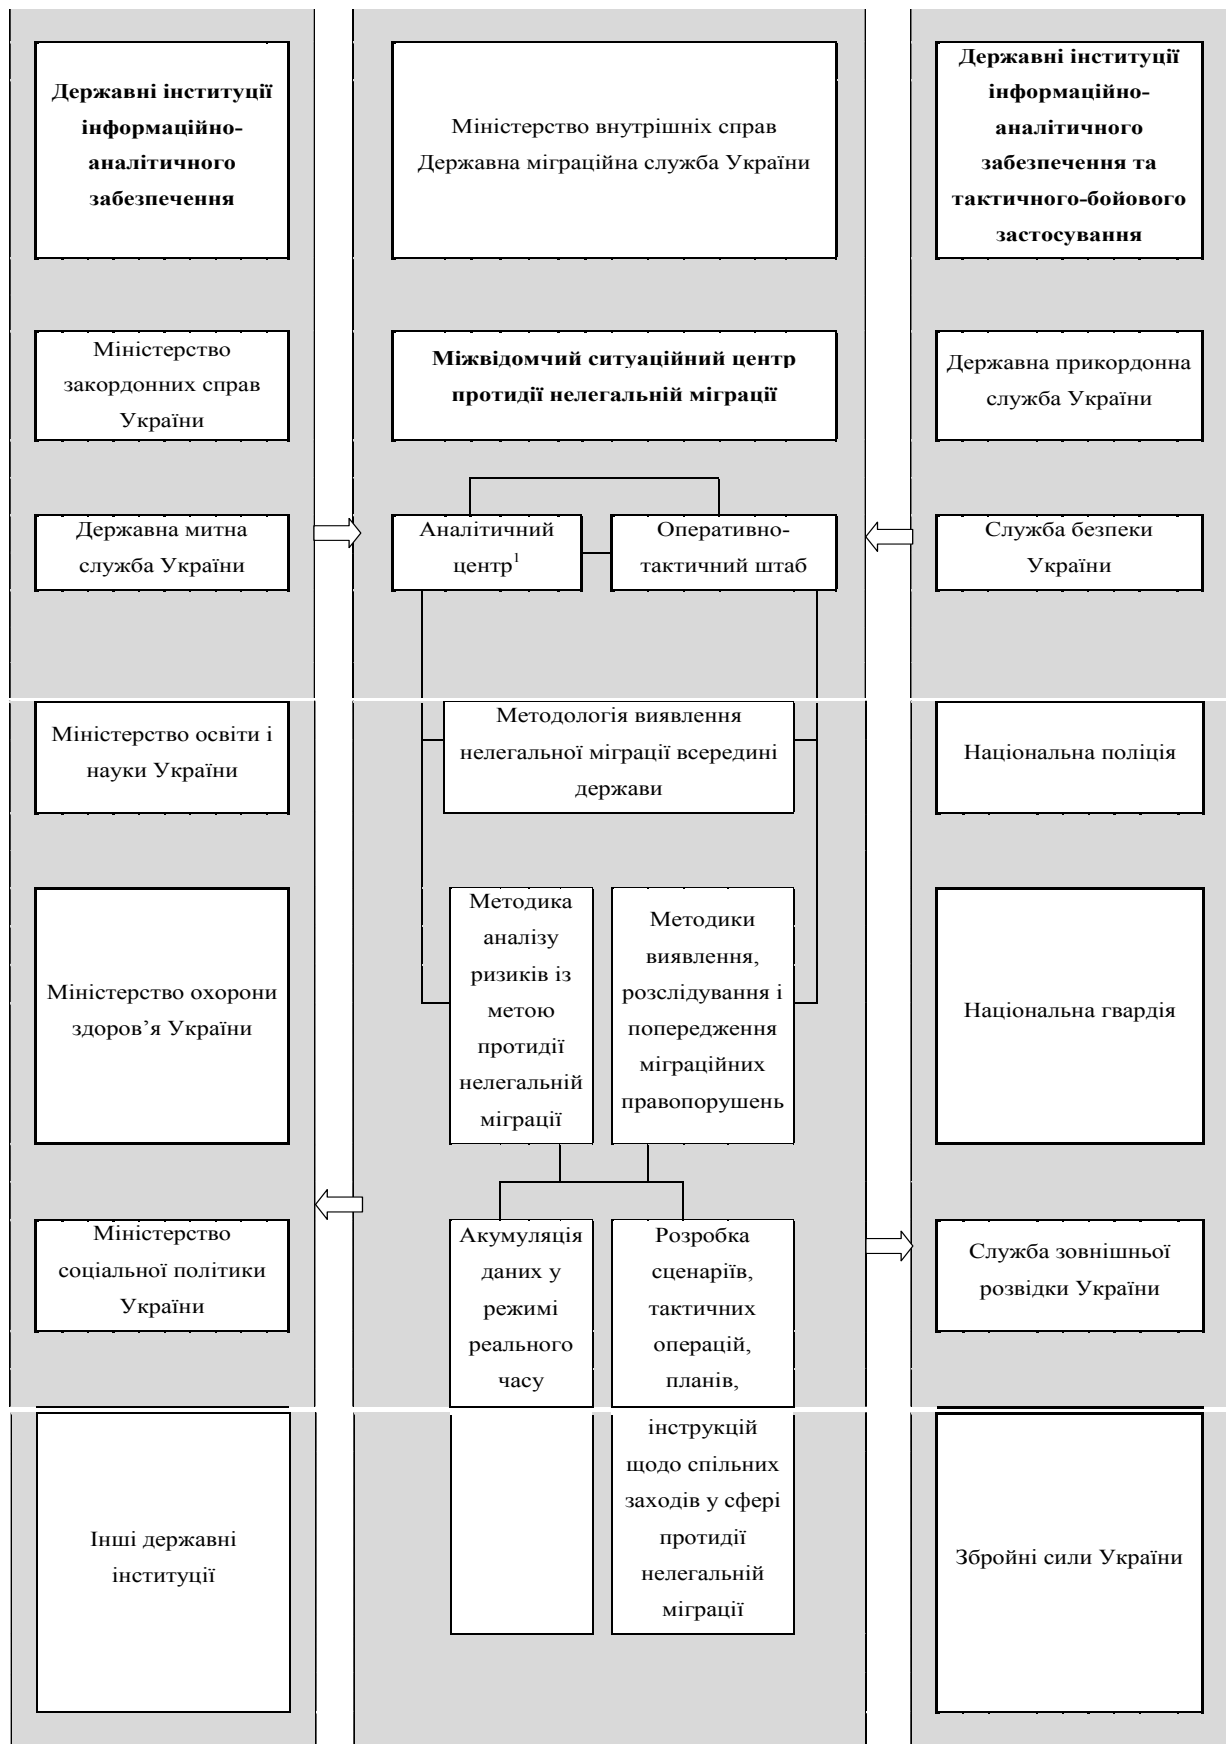 Державні інституції
інформаційно-
аналітичного
забезпечення
Міністерство
закордонних справ
України
Державна митна
служба України
Міністерство освіти і
науки України
Міністерство охорони
здоров’я України
Міністерство
соціальної політики
України
Інші державні
інституції
Міністерство внутрішніх справ
Державна міграційна служба України
Міжвідомчий ситуаційний центр
протидії нелегальній міграції
Аналітичний
центр1
Оперативно-
тактичний штаб
Методологія виявлення
нелегальної міграції всередині
держави
Методика
аналізу
ризиків із
метою
протидії
нелегальній
міграції
Методики
виявлення,
розслідування і
попередження
міграційних
правопорушень
Акумуляція
даних у
режимі
реального
часу
Розробка
сценаріїв,
тактичних
операцій,
планів,
інструкцій
щодо спільних
заходів у сфері
протидії
нелегальній
міграції
Державні інституції
інформаційно-
аналітичного
забезпечення та
тактичного-бойового
застосування
Державна прикордонна
служба України
Служба безпеки
України
Національна поліція
Національна гвардія
Служба зовнішньої
розвідки України
Збройні сили України